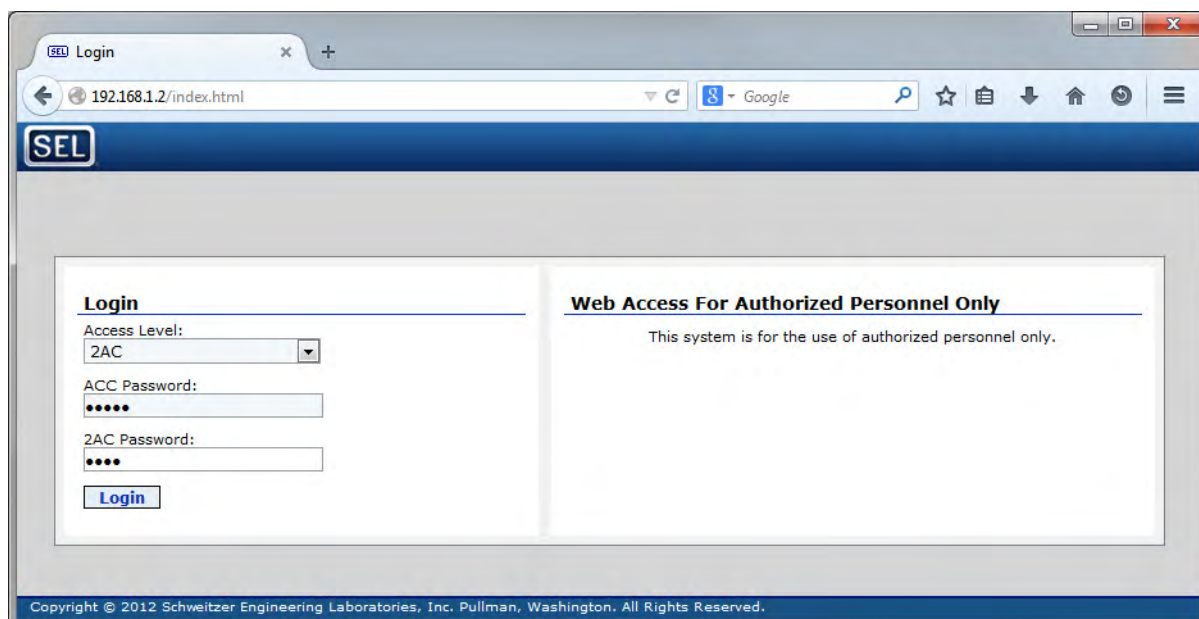 SEL Login
192.168.1.2/index.html
8 Google
SEL
Login
Access Level:
2AC
ACC Password:
•••••
2AC Password:
••••
Login
Web Access For Authorized Personnel Only
This system is for the use of authorized personnel only.
Copyright © 2012 Schweitzer Engineering Laboratories, Inc. Pullman, Washington. All Rights Reserved.